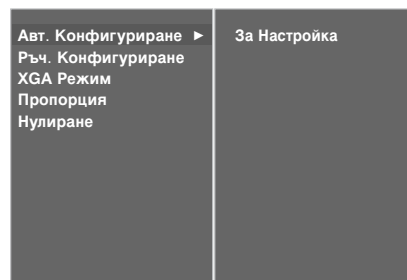 Авт. Конфигуриране ► За Настройка
Ръч. Конфигуриране
XGA Режим
Пропорция
Нулиране